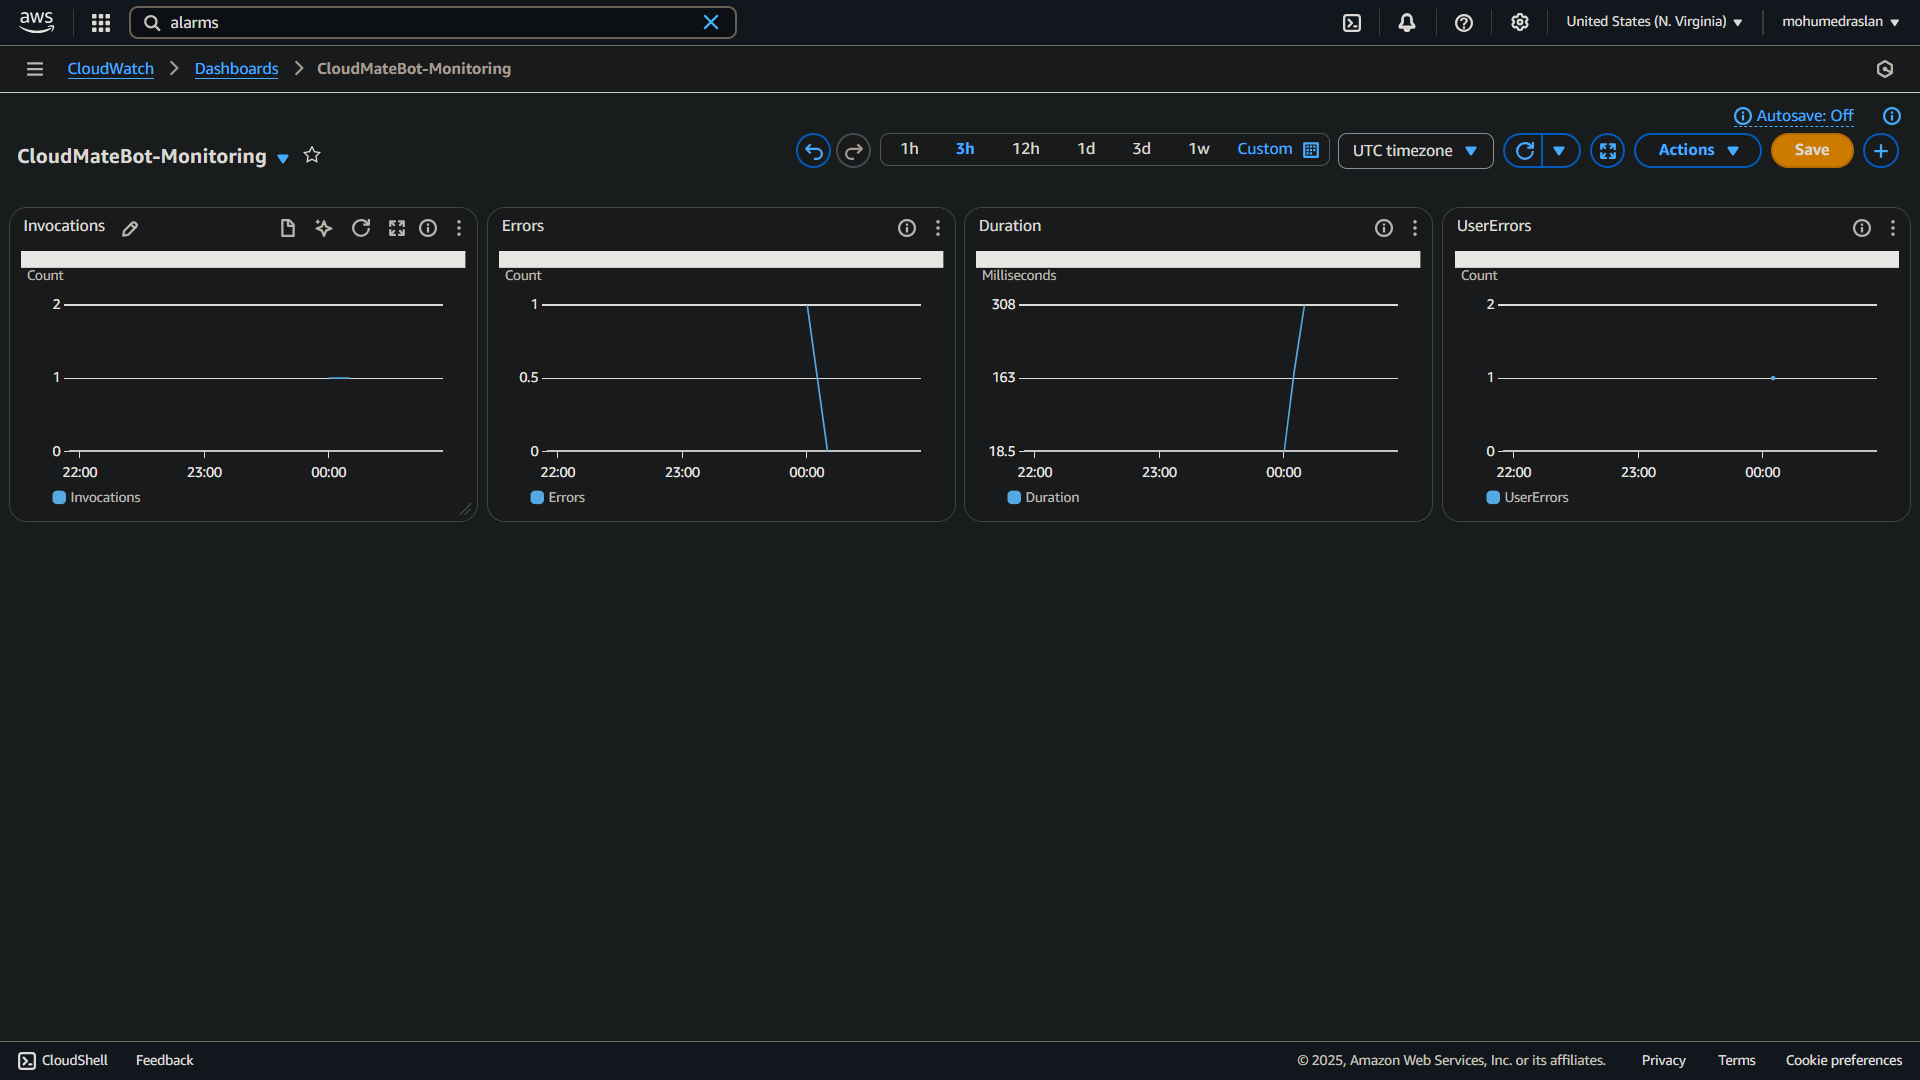 aws
alarms
United States (N. Virginia)
mohumedraslan
CloudWatch
Dashboards
CloudMateBot-Monitoring
Autosave: Off
CloudMateBot-Monitoring
1h 3h 12h 1d 3d 1w Custom
UTC timezone
Actions
Save
Invocations
Count
2
1
0
22:00 23:00 00:00
Invocations
Errors
Count
1
0.5
0
22:00 23:00 00:00
Errors
Duration
Milliseconds
308
163
18.5
22:00 23:00 00:00
Duration
UserErrors
Count
2
1
0
22:00 23:00 00:00
UserErrors
CloudShell
Feedback
© 2025, Amazon Web Services, Inc. or its affiliates.
Privacy
Terms
Cookie preferences